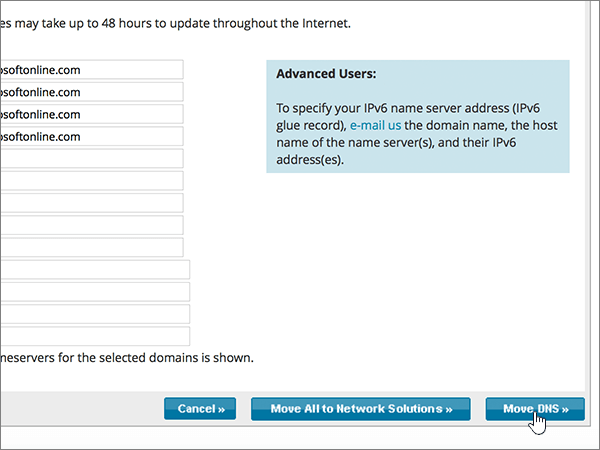 es may take up to 48 hours to update throughout the Internet.
osoftonline.com
osoftonline.com
osoftonline.com
osoftonline.com
Advanced Users:
To specify your IPv6 name server address (IPv6
glue record), e-mail us the domain name, the host
name of the name server(s), and their IPv6
address(es).
meservers for the selected domains is shown.
Cancel »
Move All to Network Solutions »
Move DNS »